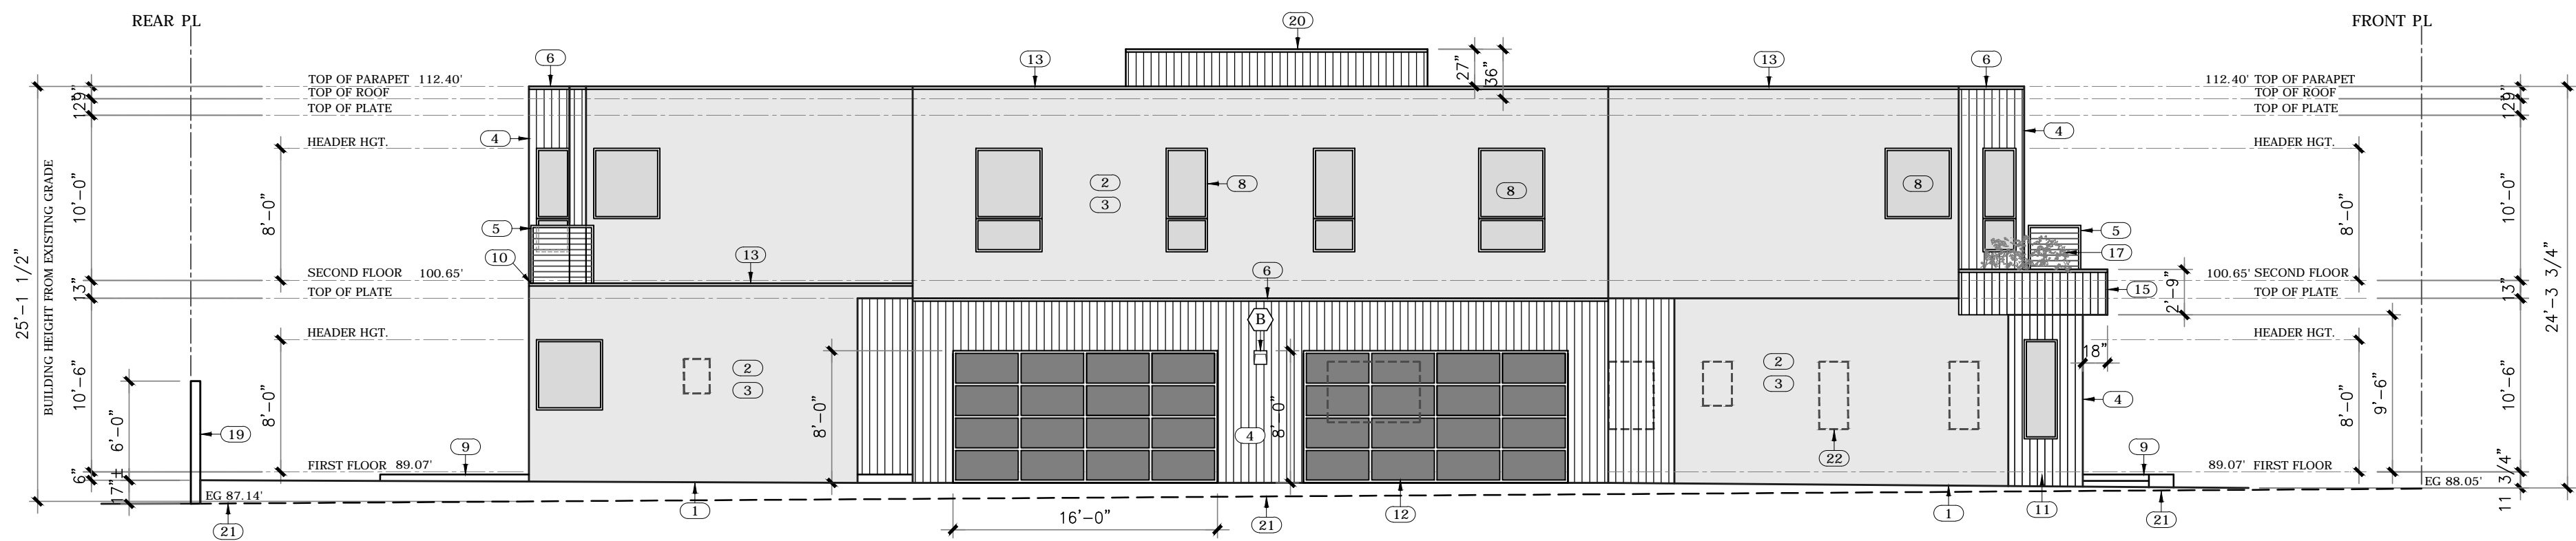 REAR PL
FRONT PL
20
6
13
13
6
27"
36"
TOP OF PARAPET 112.40'
TOP OF ROOF
TOP OF PLATE
112.40' TOP OF PARAPET
TOP OF ROOF
TOP OF PLATE
12"
9"
12"
9"
4
4
HEADER HGT.
HEADER HGT.
2
3
8
8
8
10'-0"
8'-0"
8'-0"
10'-0"
5
5
10
13
17
SECOND FLOOR 100.65'
100.65' SECOND FLOOR
13"
13"
TOP OF PLATE
TOP OF PLATE
6
15
2'-9"
25'-1 1/2"
BUILDING HEIGHT FROM EXISTING GRADE
24'-3 3/4"
B
HEADER HGT.
HEADER HGT.
18"
2
3
2
3
10'-6"
8'-0"
8'-0"
8'-0"
8'-0"
9'-6"
10'-6"
4
6'-0"
19
4
22
9
9
FIRST FLOOR 89.07'
89.07' FIRST FLOOR
6"
17"±
11 3/4"
EG 87.14'
EG 88.05'
21
1
16'-0"
21
12
1
11
21